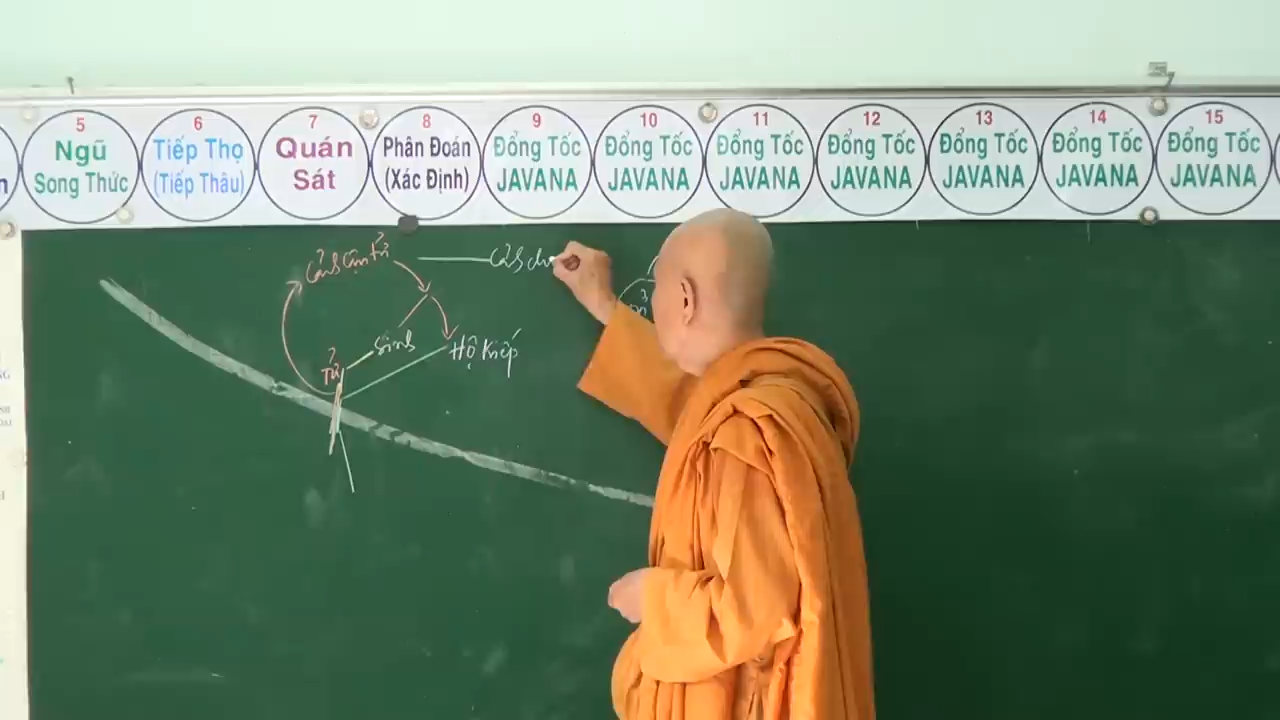 5
Ngũ
Song Thức
6
Tiếp Thọ
(Tiếp Thâu)
7
Quán
Sát
8
Phân Đoán
(Xác Định)
9
Đổng Tốc
JAVANA
10
Đổng Tốc
JAVANA
11
Đổng Tốc
JAVANA
12
Đổng Tốc
JAVANA
13
Đổng Tốc
JAVANA
14
Đổng Tốc
JAVANA
15
Đổng Tốc
JAVANA
Cận tử
Sinh
Hộ Kiếp
Tử